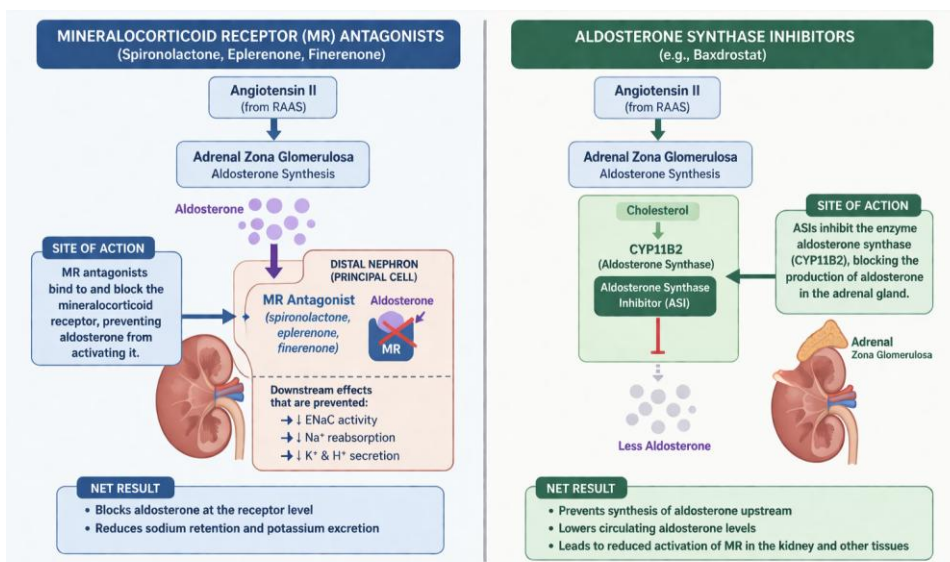 MINERALOCORTICOID RECEPTOR (MR) ANTAGONISTS
(Spironolactone, Eplerenone, Finerenone)
Angiotensin II
(from RAAS)
Adrenal Zona Glomerulosa
Aldosterone Synthesis
Aldosterone
SITE OF ACTION
MR antagonists
bind to and block the
mineralocorticoid
receptor, preventing
aldosterone from
activating it.
DISTAL NEPHRON
(PRINCIPAL CELL)
MR Antagonist
(spironolactone,
eplerenone,
finerenone)
Aldosterone
MR
Downstream effects
that are prevented:
→↓ ENaC activity
→↓ Na⁺ reabsorption
→↓ K⁺ & H⁺ secretion
NET RESULT
• Blocks aldosterone at the receptor level
• Reduces sodium retention and potassium excretion
ALDOSTERONE SYNTHASE INHIBITORS
(e.g., Baxdrostat)
Angiotensin II
(from RAAS)
Adrenal Zona Glomerulosa
Aldosterone Synthesis
Cholesterol
CYP11B2
(Aldosterone Synthase)
Aldosterone Synthase
Inhibitor (ASI)
Less Aldosterone
SITE OF ACTION
ASIs inhibit the enzyme
aldosterone synthase
(CYP11B2), blocking the
production of aldosterone
in the adrenal gland.
Adrenal
Zona Glomerulosa
NET RESULT
• Prevents synthesis of aldosterone upstream
• Lowers circulating aldosterone levels
• Leads to reduced activation of MR in the kidney and other tissues